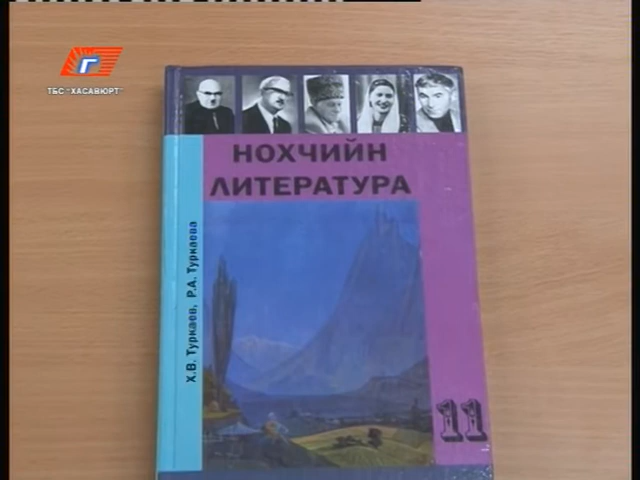 Г
ТБС "ХАСАВЮРТ"
НОХЧИЙН
ЛИТЕРАТУРА
Х.В. Туркаев, Р.А. Туркаева
11